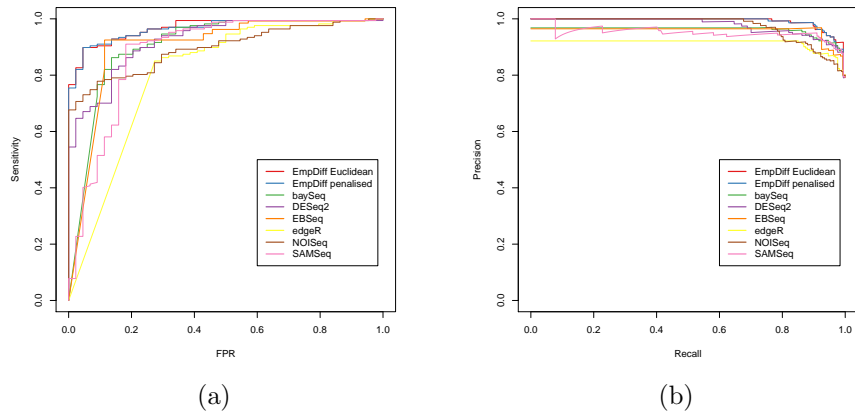 Sensitivity
1.0
0.8
0.6
0.4
0.2
0.0
EmpDiff Euclidean
EmpDiff penalised
baySeq
DESeq2
EBSeq
edgeR
NOISeq
SAMSeq
0.0 0.2 0.4 0.6 0.8 1.0
FPR
(a)
Precision
1.0
0.8
0.6
0.4
0.2
0.0
EmpDiff Euclidean
EmpDiff penalised
baySeq
DESeq2
EBSeq
edgeR
NOISeq
SAMSeq
0.0 0.2 0.4 0.6 0.8 1.0
Recall
(b)